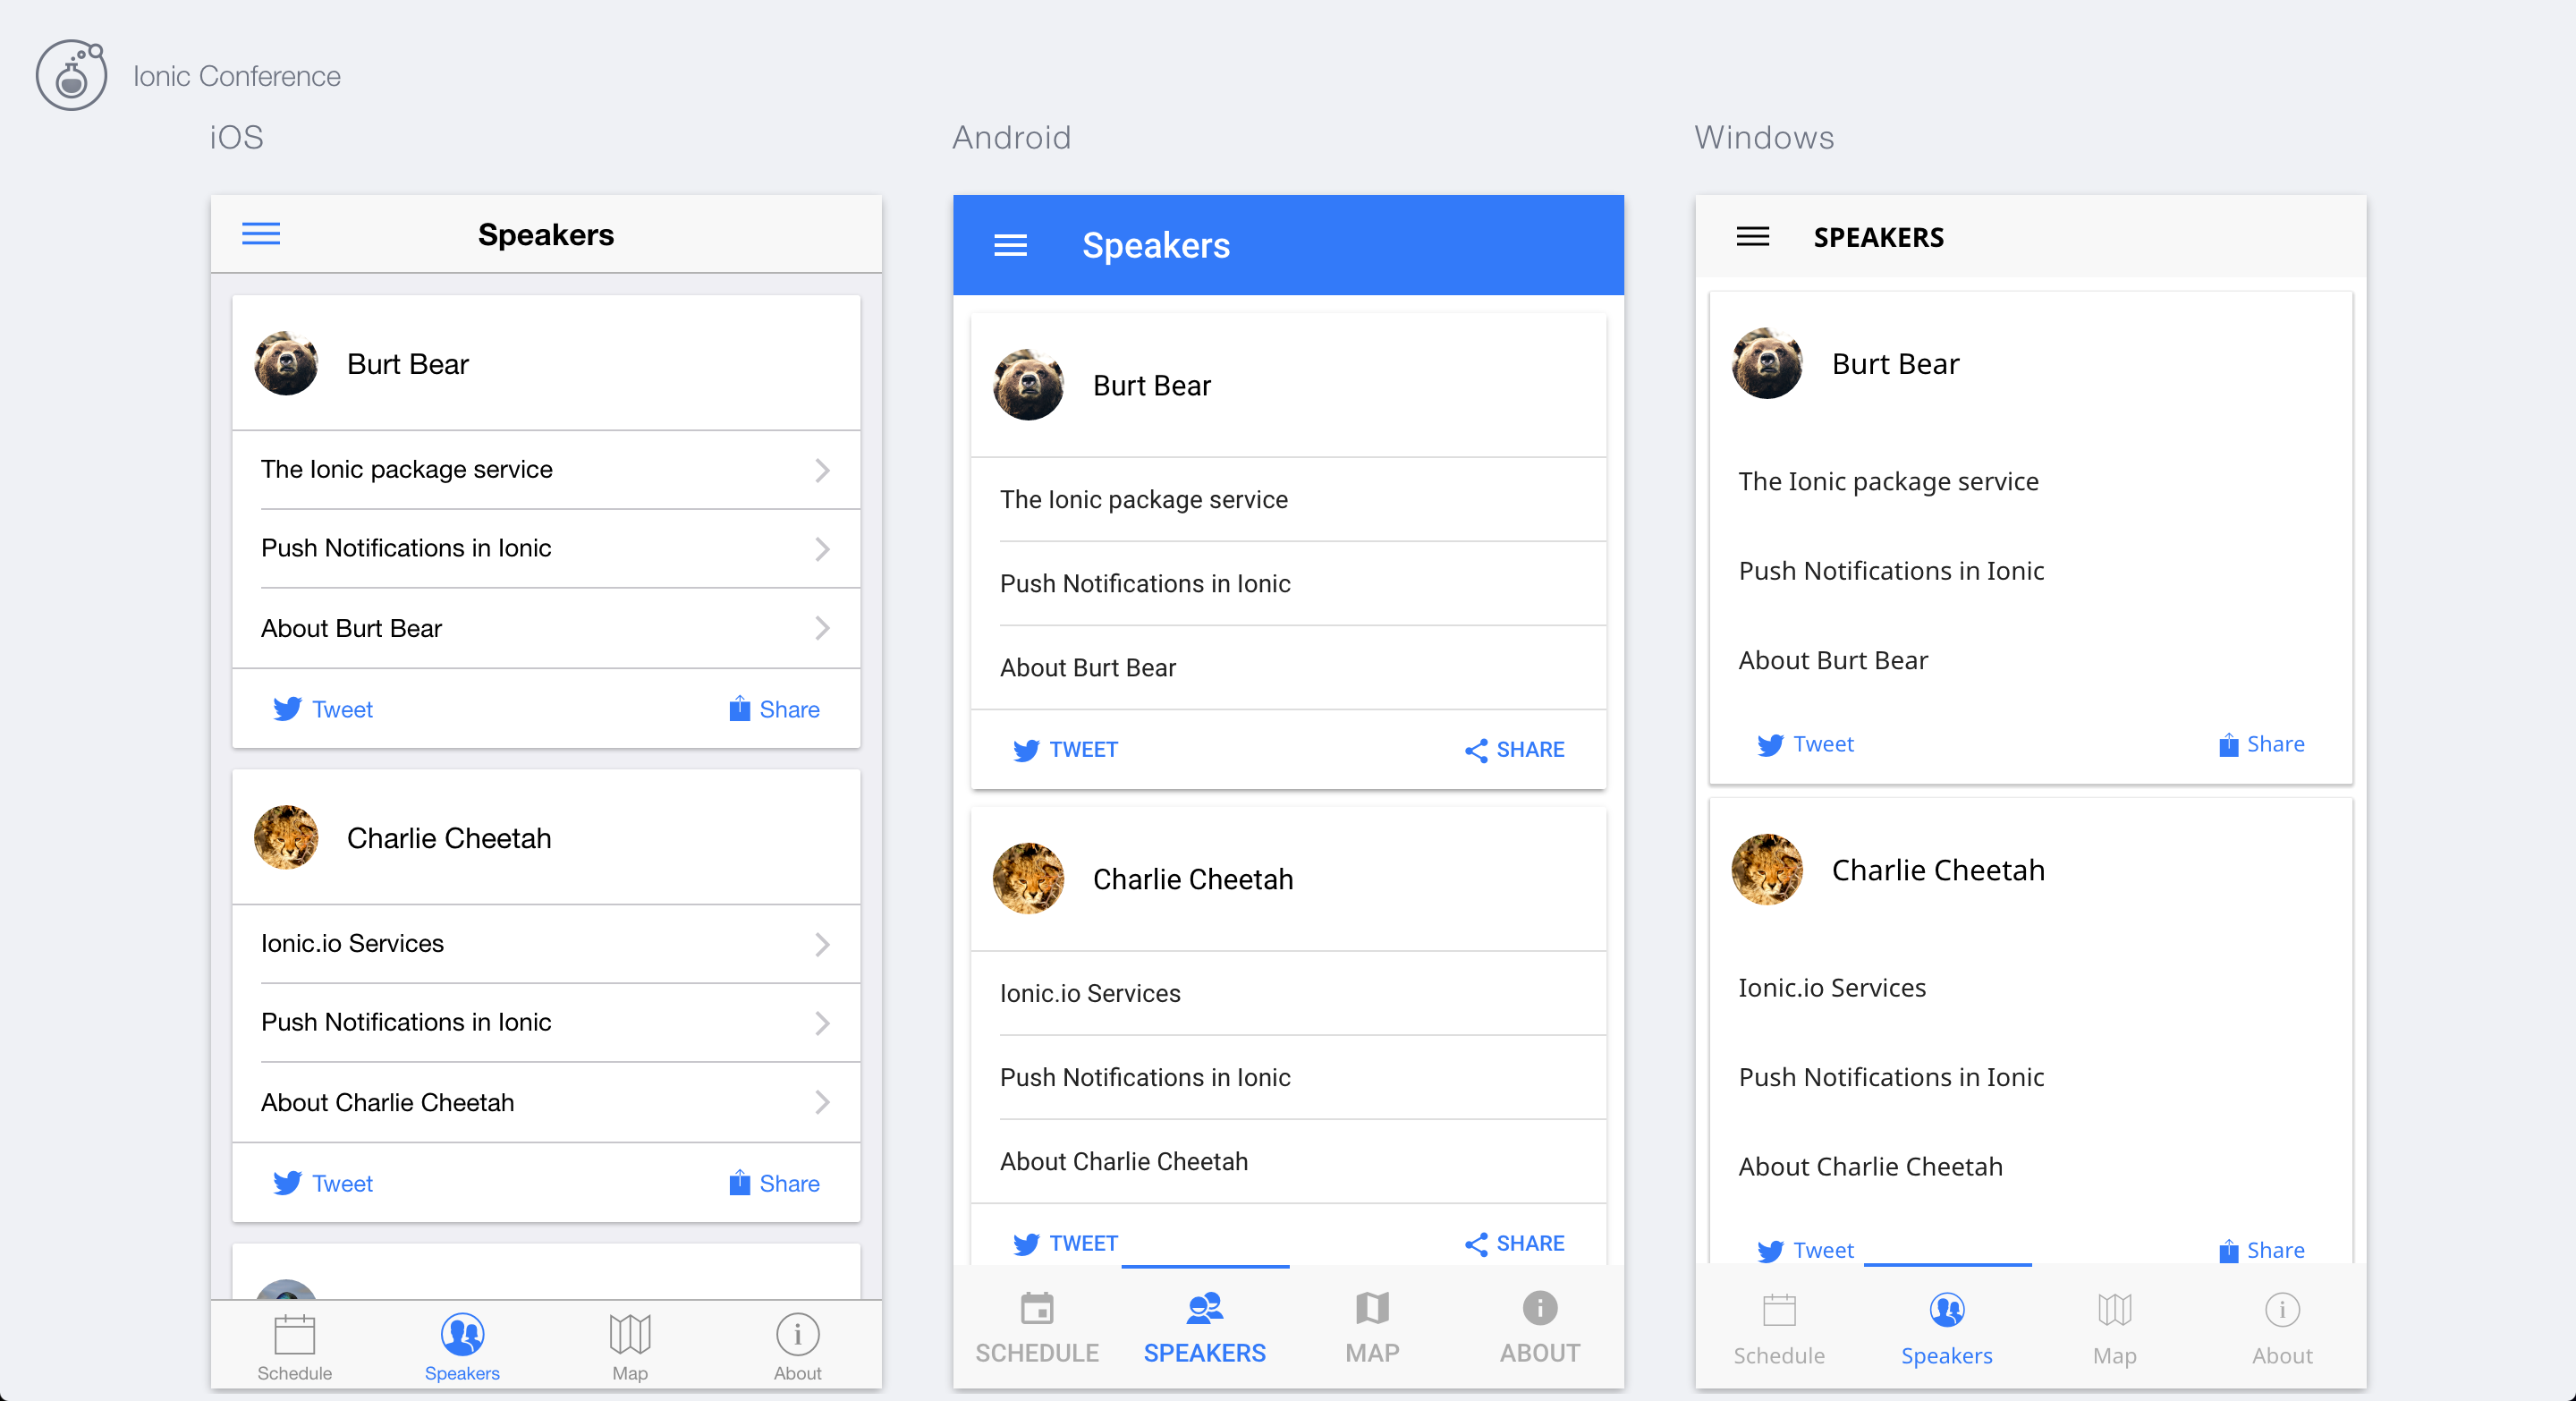 Ionic Conference
iOS
Speakers
Burt Bear
The Ionic package service
Push Notifications in Ionic
About Burt Bear
Tweet Share
Charlie Cheetah
Ionic.io Services
Push Notifications in Ionic
About Charlie Cheetah
Tweet Share
Schedule Speakers Map About
Android
Speakers
Burt Bear
The Ionic package service
Push Notifications in Ionic
About Burt Bear
TWEET SHARE
Charlie Cheetah
Ionic.io Services
Push Notifications in Ionic
About Charlie Cheetah
TWEET SHARE
SCHEDULE SPEAKERS MAP ABOUT
Windows
SPEAKERS
Burt Bear
The Ionic package service
Push Notifications in Ionic
About Burt Bear
Tweet Share
Charlie Cheetah
Ionic.io Services
Push Notifications in Ionic
About Charlie Cheetah
Tweet Share
Schedule Speakers Map About